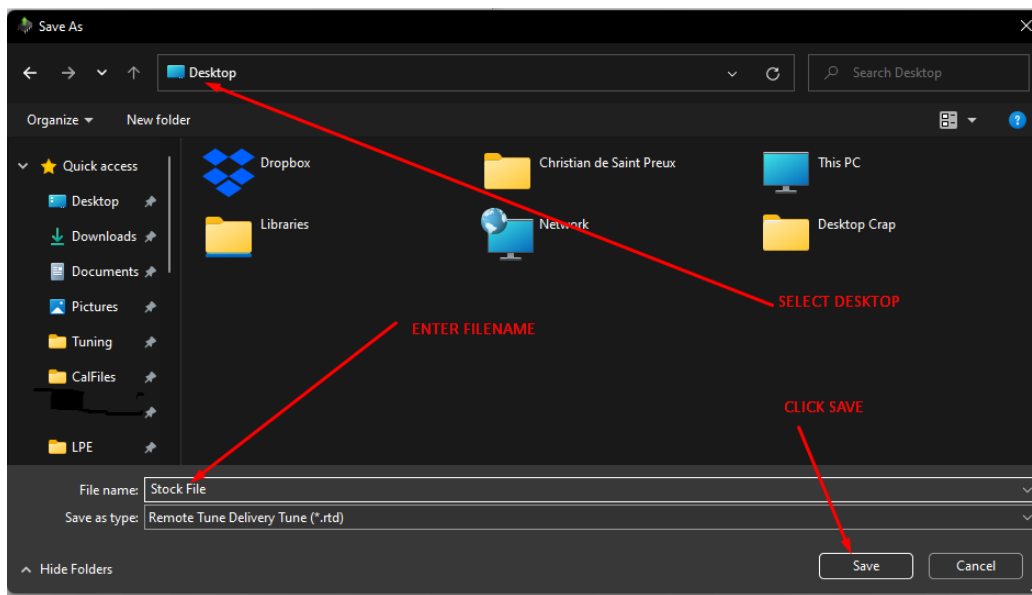 Save As
Desktop
Search Desktop
Organize
New folder
Quick access
Desktop
Downloads
Documents
Pictures
Tuning
CalFiles
LPE
Dropbox
Christian de Saint Preux
This PC
Libraries
Network
Desktop Crap
SELECT DESKTOP
ENTER FILENAME
CLICK SAVE
File name: Stock File
Save as type: Remote Tune Delivery Tune (*.rtd)
Hide Folders
Save
Cancel